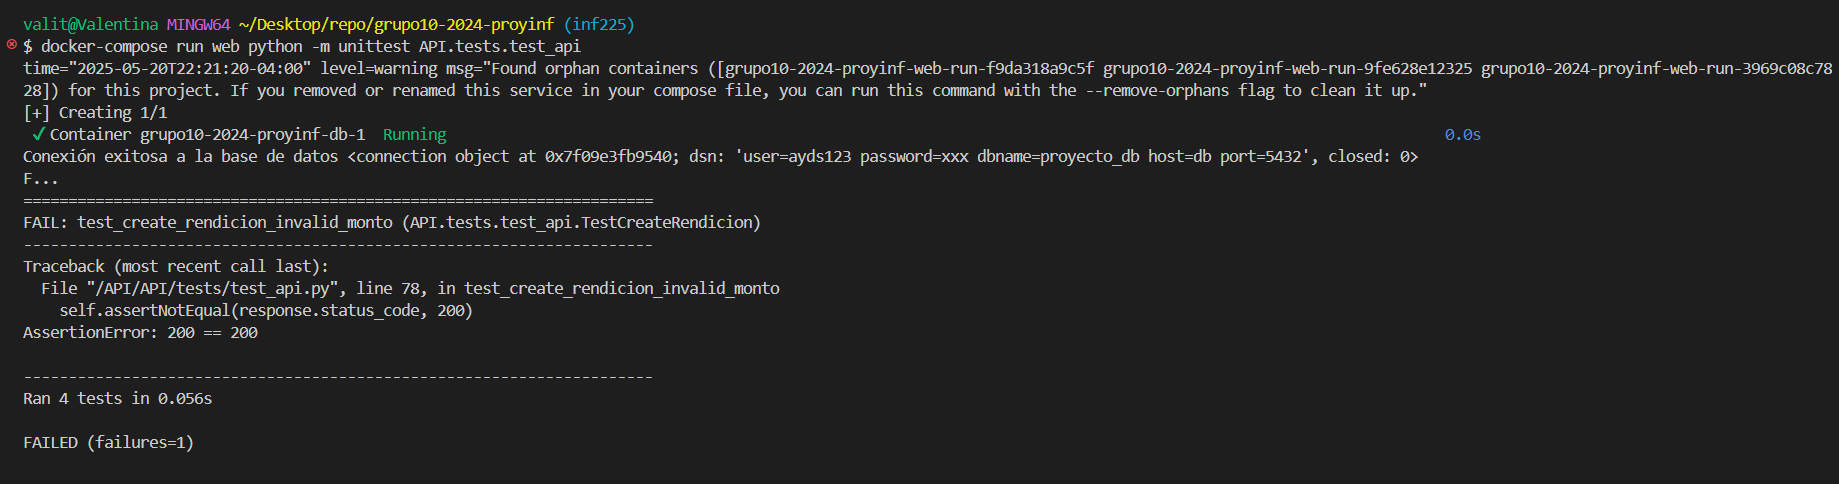 valit@Valentina MINGW64 ~/Desktop/repo/grupo10-2024-proyinf (inf225)
$ docker-compose run web python -m unittest API.tests.test_api
time="2025-05-20T22:21:20-04:00" level=warning msg="Found orphan containers ([grupo10-2024-proyinf-web-run-f9da318a9c5f grupo10-2024-proyinf-web-run-9fe628e12325 grupo10-2024-proyinf-web-run-3969c08c78
28]) for this project. If you removed or renamed this service in your compose file, you can run this command with the --remove-orphans flag to clean it up."
[+] Creating 1/1
✓ Container grupo10-2024-proyinf-db-1  Running 0.0s
Conexión exitosa a la base de datos <connection object at 0x7f09e3fb9540; dsn: 'user=ayds123 password=xxx dbname=proyecto_db host=db port=5432', closed: 0>
F...
======================================================================
FAIL: test_create_rendicion_invalid_monto (API.tests.test_api.TestCreateRendicion)
----------------------------------------------------------------------
Traceback (most recent call last):
  File "/API/API/tests/test_api.py", line 78, in test_create_rendicion_invalid_monto
    self.assertNotEqual(response.status_code, 200)
AssertionError: 200 == 200
----------------------------------------------------------------------
Ran 4 tests in 0.056s
FAILED (failures=1)